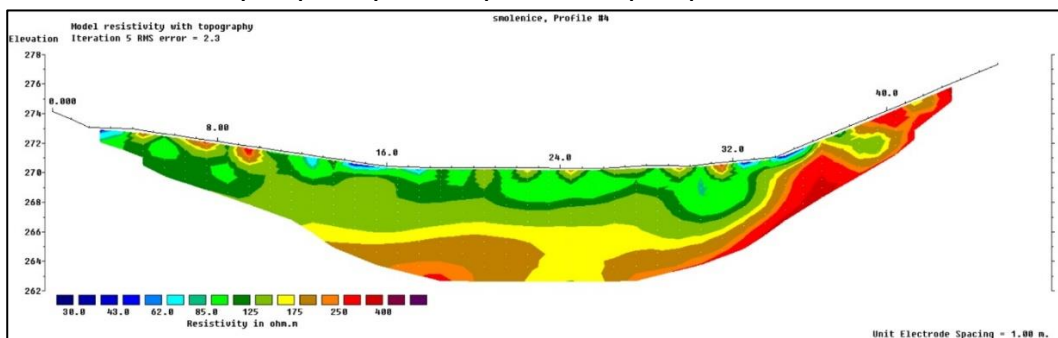 smolenice, Profile #4
Model resistivity with topography
Elevation Iteration 5 RMS error = 2.3
278
276
274
272
270
268
266
264
262
0.000
8.00
16.0
24.0
32.0
40.0
30.0 43.0 62.0 85.0 125 175 250 400
Resistivity in ohm.m
Unit Electrode Spacing = 1.00 m.